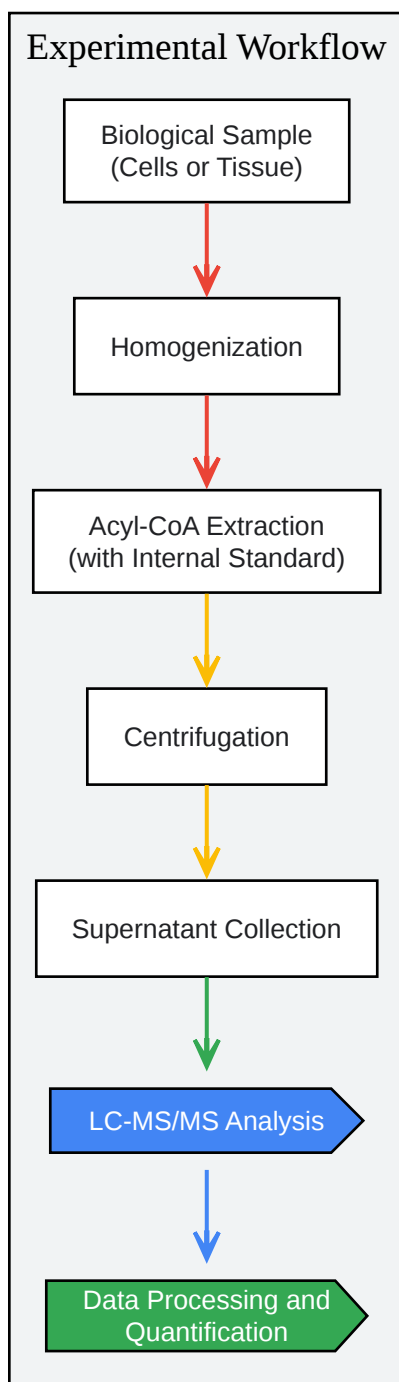 Experimental Workflow
Biological Sample
(Cells or Tissue)
Homogenization
Acyl-CoA Extraction
(with Internal Standard)
Centrifugation
Supernatant Collection
LC-MS/MS Analysis
Data Processing and
Quantification